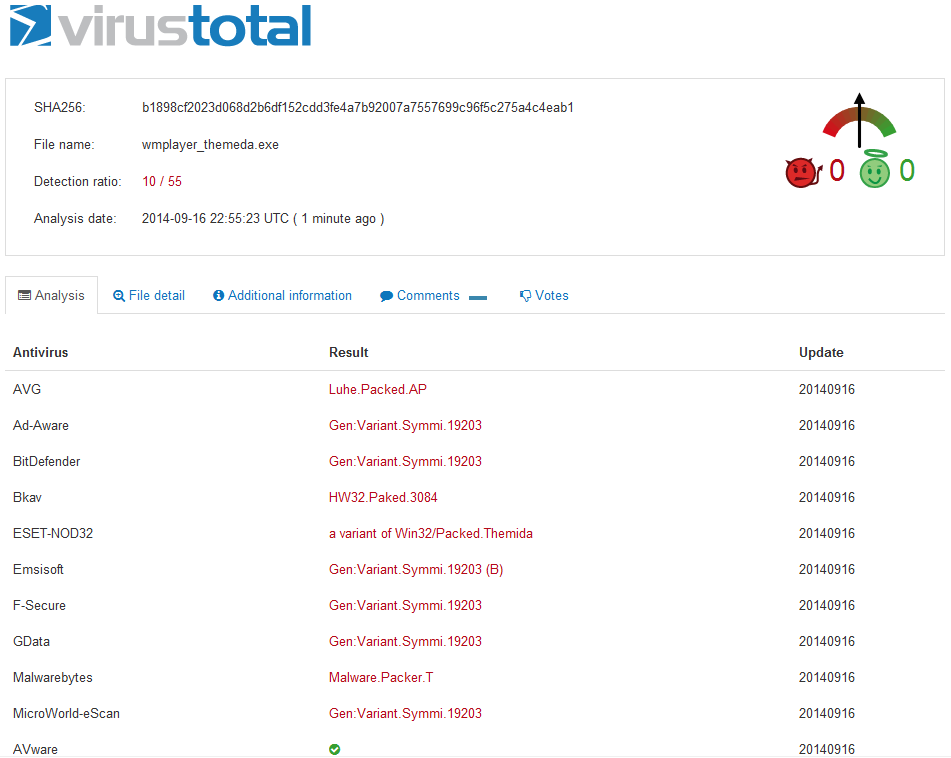 virustotal
SHA256: b1898cf2023d068d2b6df152cdd3fe4a7b92007a7557699c96f5c275a4c4eab1
File name: wmplayer_themeda.exe
Detection ratio: 10 / 55
0 0
Analysis date: 2014-09-16 22:55:23 UTC ( 1 minute ago )
Analysis File detail Additional information Comments Votes
Antivirus Result Update
AVG Luhe.Packed.AP 20140916
Ad-Aware Gen:Variant.Symmi.19203 20140916
BitDefender Gen:Variant.Symmi.19203 20140916
Bkav HW32.Paked.3084 20140916
ESET-NOD32 a variant of Win32/Packed.Themida 20140916
Emsisoft Gen:Variant.Symmi.19203 (B) 20140916
F-Secure Gen:Variant.Symmi.19203 20140916
GData Gen:Variant.Symmi.19203 20140916
Malwarebytes Malware.Packer.T 20140916
MicroWorld-eScan Gen:Variant.Symmi.19203 20140916
AVware 20140916